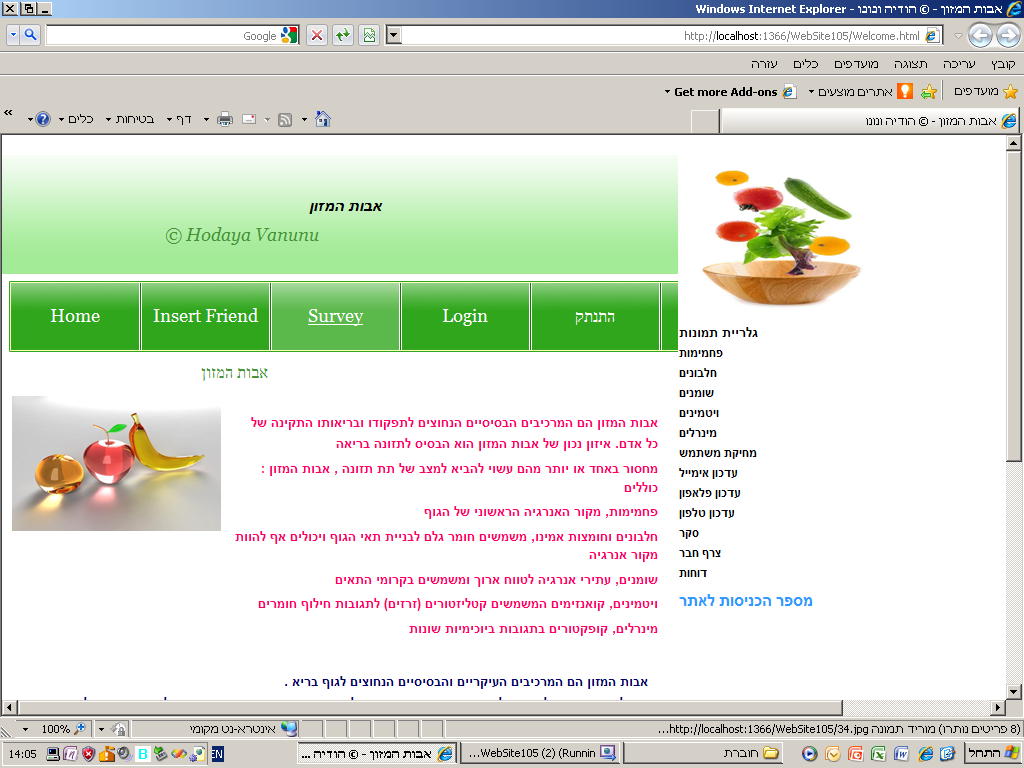 אבות המזון - © הודיה ונונו - Windows Internet Explorer
http://localhost:1366/WebSite105/Welcome.html
Google
קובץ עריכה תצוגה מועדפים כלים עזרה
מועדפים אתרים מוצעים Get more Add-ons
אבות המזון - © הודיה ונונו
דף בטיחות כלים
אבות המזון
© Hodaya Vanunu
Home Insert Friend Survey Login התנתק
אבות המזון
אבות המזון הם המרכיבים הבסיסיים הנחוצים לתפקודו ובריאותו התקינה של
כל אדם. איזון נכון של אבות המזון הוא הבסיס לתזונה בריאה
מחסור באחד או יותר מהם עשוי להביא למצב של תת תזונה , אבות המזון :
כוללים
פחמימות, מקור האנרגיה הראשוני של הגוף
חלבונים וחומצות אמינו, משמשים חומר גלם לבניית תאי הגוף ויכולים אף להוות
מקור אנרגיה
שומנים, עתירי אנרגיה לטווח ארוך ומשמשים בקרומי התאים
ויטמינים, קואנזימים המשמשים קטליזטורים (זרזים) לתגובות חילוף חומרים
מינרלים, קופקטורים בתגובות ביוכימיות שונות
אבות המזון הם המרכיבים העיקריים והבסיסיים הנחוצים לגוף בריא .
גלריית תמונות
פחמימות
חלבונים
שומנים
ויטמינים
מינרלים
מחיקת משתמש
עדכון אימייל
עדכון פלאפון
עדכון טלפון
סקר
צרף חבר
דוחות
מספר הכניסות לאתר
(8 פריטים נותרו) מוריד תמונה http://localhost:1366/WebSite105/34.jpg...
אינטרא-נט מקומי
100%
התחל
חוברת
WebSite105 (2) (Runnin...
אבות המזון - © הודיה ...
EN
14:05